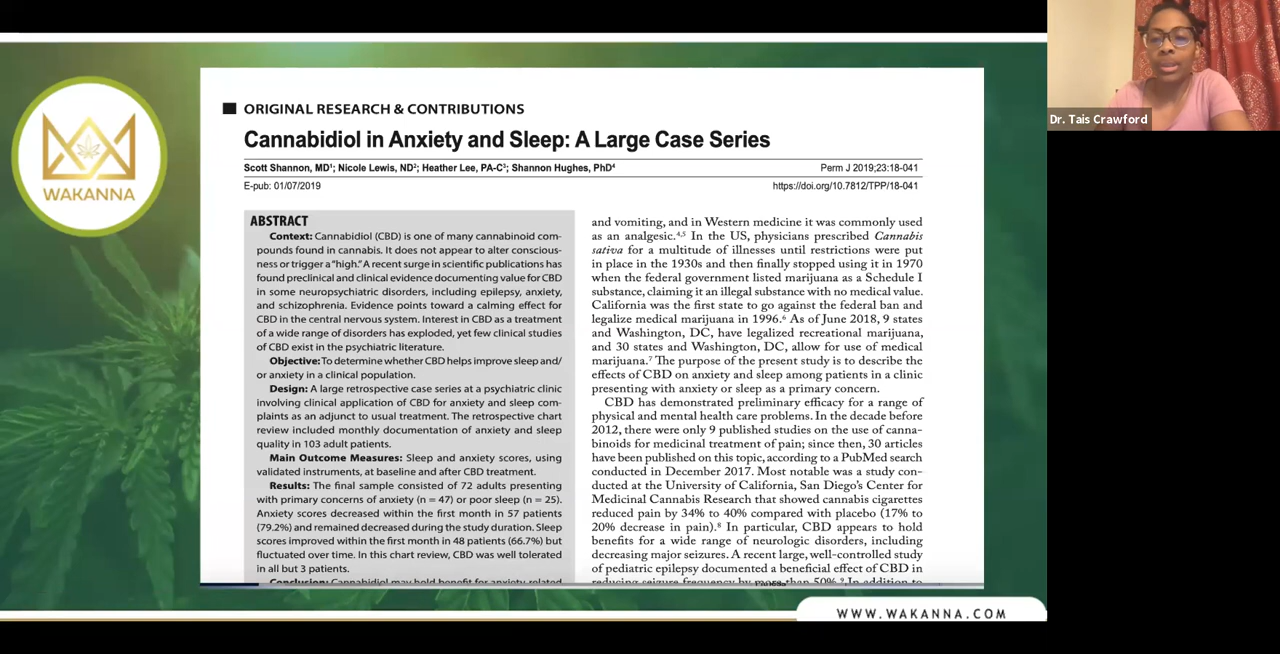 WAKANNA
ORIGINAL RESEARCH & CONTRIBUTIONS
Cannabidiol in Anxiety and Sleep: A Large Case Series
Scott Shannon, MD¹; Nicole Lewis, ND²; Heather Lee, PA-C³; Shannon Hughes, PhD⁴
Perm J 2019;23:18-041
E-pub: 01/07/2019
https://doi.org/10.7812/TPP/18-041
ABSTRACT
Context: Cannabidiol (CBD) is one of many cannabinoid com-
pounds found in cannabis. It does not appear to alter conscious-
ness or trigger a “high.” A recent surge in scientific publications has
found preclinical and clinical evidence documenting value for CBD
in some neuropsychiatric disorders, including epilepsy, anxiety,
and schizophrenia. Evidence points toward a calming effect for
CBD in the central nervous system. Interest in CBD as a treatment
of a wide range of disorders has exploded, yet few clinical studies
of CBD exist in the psychiatric literature.
Objective: To determine whether CBD helps improve sleep and/
or anxiety in a clinical population.
Design: A large retrospective case series at a psychiatric clinic
involving clinical application of CBD for anxiety and sleep com-
plaints as an adjunct to usual treatment. The retrospective chart
review included monthly documentation of anxiety and sleep
quality in 103 adult patients.
Main Outcome Measures: Sleep and anxiety scores, using
validated instruments, at baseline and after CBD treatment.
Results: The final sample consisted of 72 adults presenting
with primary concerns of anxiety (n = 47) or poor sleep (n = 25).
Anxiety scores decreased within the first month in 57 patients
(79.2%) and remained decreased during the study duration. Sleep
scores improved within the first month in 48 patients (66.7%) but
fluctuated over time. In this chart review, CBD was well tolerated
in all but 3 patients.
Conclusion: Cannabidiol may hold benefit for anxiety-related
and vomiting, and in Western medicine it was commonly used
as an analgesic.⁴,⁵ In the US, physicians prescribed Cannabis
sativa for a multitude of illnesses until restrictions were put
in place in the 1930s and then finally stopped using it in 1970
when the federal government listed marijuana as a Schedule I
substance, claiming it an illegal substance with no medical value.
California was the first state to go against the federal ban and
legalize medical marijuana in 1996.⁶ As of June 2018, 9 states
and Washington, DC, have legalized recreational marijuana,
and 30 states and Washington, DC, allow for use of medical
marijuana.⁷ The purpose of the present study is to describe the
effects of CBD on anxiety and sleep among patients in a clinic
presenting with anxiety or sleep as a primary concern.
CBD has demonstrated preliminary efficacy for a range of
physical and mental health care problems. In the decade before
2012, there were only 9 published studies on the use of canna-
binoids for medicinal treatment of pain; since then, 30 articles
have been published on this topic, according to a PubMed search
conducted in December 2017. Most notable was a study con-
ducted at the University of California, San Diego’s Center for
Medicinal Cannabis Research that showed cannabis cigarettes
reduced pain by 34% to 40% compared with placebo (17% to
20% decrease in pain).⁸ In particular, CBD appears to hold
benefits for a wide range of neurologic disorders, including
decreasing major seizures. A recent large, well-controlled study
of pediatric epilepsy documented a beneficial effect of CBD in
reducing seizure frequency by more than 50%.⁹ In addition to
WWW.WAKANNA.COM
Dr. Tais Crawford